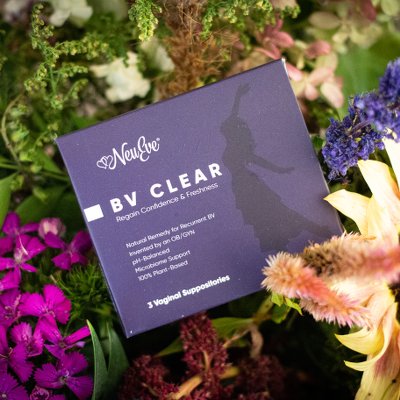 NewEve®
BV CLEAR
Regain Confidence & Freshness
Natural Remedy for Recurrent BV
Invented by an OB/GYN
pH-Balanced
Microbiome Support
100% Plant-Based
3 Vaginal Suppositories